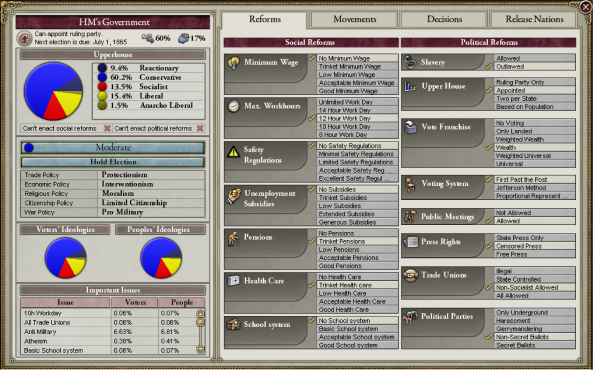 HM's Government
Can appoint ruling party.
Next election is due: July 1, 1865
60%
17%
Upperhouse
9.4% Reactionary
60.2% Conservative
13.5% Socialist
15.4% Liberal
1.5% Anarcho Liberal
Can't enact social reforms
Can't enact political reforms
Moderate
Hold Election
Trade Policy Protectionism
Economic Policy Interventionism
Religious Policy Moralism
Citizenship Policy Limited Citizenship
War Policy Pro Military
Voters' Ideologies
Peoples' Ideologies
Important Issues
Issue Voters People
10h Workday 0.06% 0.07%
All Trade Unions 0.06% 0.06%
Anti Military 6.63% 6.81%
Atheism 0.38% 0.41%
Basic School system 0.06% 0.07%
Reforms
Movements
Decisions
Release Nations
Social Reforms
Minimum Wage
No Minimum Wage
Trinket Minimum Wage
Low Minimum Wage
Acceptable Minimum Wage
Good Minimum Wage
Max. Workhours
Unlimited Work Day
14 Hour Work Day
12 Hour Work Day
10 Hour Work Day
8 Hour Work Day
Safety
Regulations
No Safety Regulations
Minimal Safety Regulations
Limited Safety Regulations
Acceptable Safety Reg ...
Excellent Safety Regul ...
Unemployment
Subsidies
No Subsidies
Trinket Subsidies
Low Subsidies
Extended Subsidies
Generous Subsidies
Pensions
No Pensions
Trinket Pensions
Low Pensions
Acceptable Pensions
Good Pensions
Health Care
No Health Care
Trinket Health care
Low Health Care
Acceptable Health Care
Good Health Care
School system
No School system
Basic School system
Acceptable School system
Good School system
Political Reforms
Slavery
Allowed
Outlawed
Upper House
Ruling Party Only
Appointed
Two per State
Based on Population
Vote Franchise
No Voting
Only Landed
Weighted Wealth
Wealth
Weighted Universal
Universal
Voting System
First Past the Post
Jefferson Method
Proportional Represent ...
Public Meetings
Not Allowed
Allowed
Press Rights
State Press Only
Censored Press
Free Press
Trade Unions
Illegal
State Controlled
Non-Socialist Allowed
All Allowed
Political Parties
Only Underground
Harassment
Gerrymandering
Non-Secret Ballots
Secret Ballots